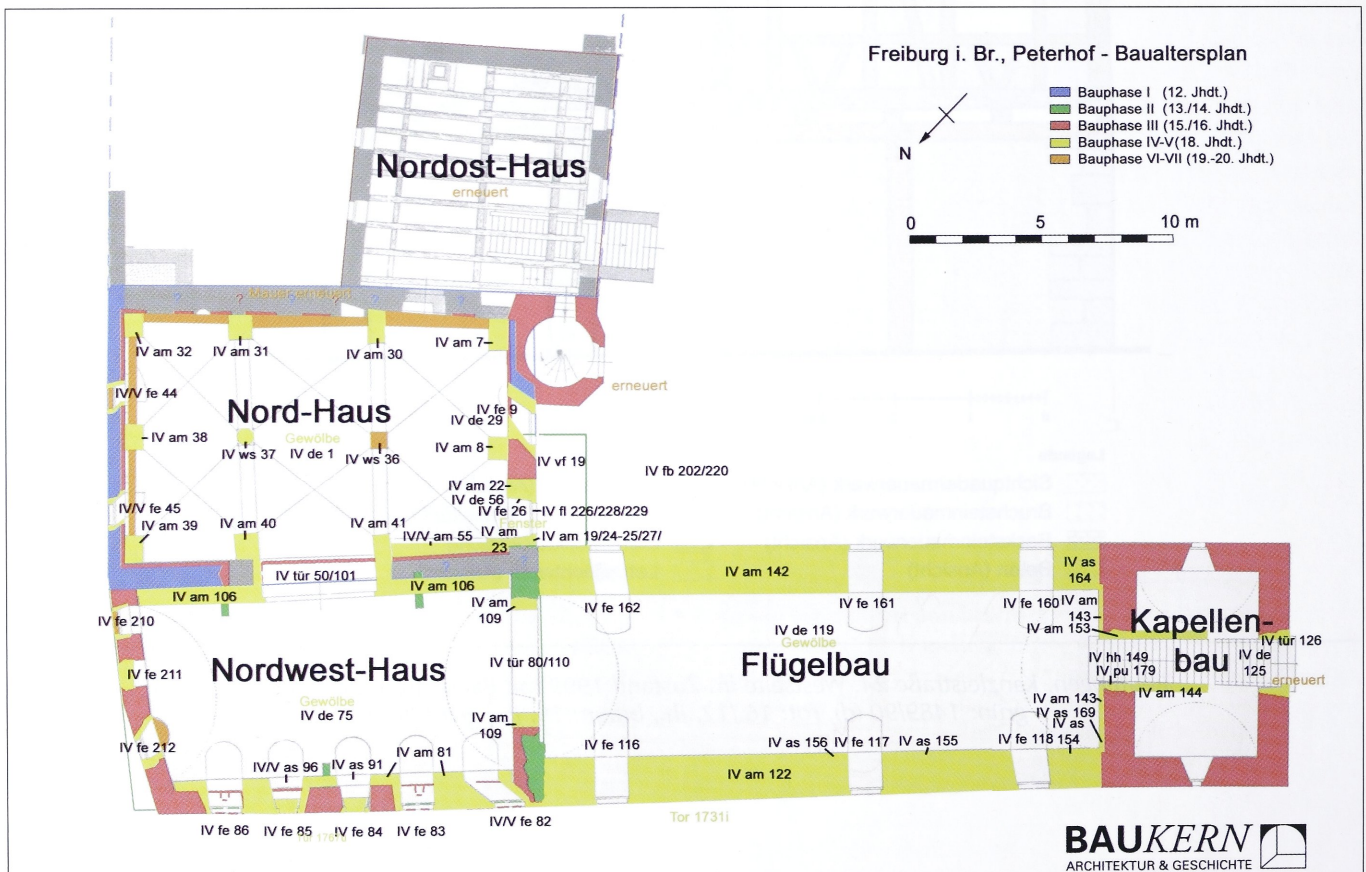 Freiburg i. Br., Peterhof - Baualtersplan
Bauphase I (12. Jhdt.)
Bauphase II (13./14. Jhdt.)
Bauphase III (15./16. Jhdt.)
Bauphase IV-V(18. Jhdt.)
Bauphase VI-VII (19.-20. Jhdt.)
N
0 5 10 m
Nordost-Haus
erneuert
? ? ? ? ? ?
Mauer erneuert
IV am 32
IV am 31
IV am 30
IV am 7
erneuert
IV/V fe 44
Nord-Haus
IV fe 9
IV de 29
IV am 38
IV ws 37
Gewölbe
IV de 1
IV ws 36
IV am 8
IV vf 19
IV fb 202/220
IV am 22
IV de 56
IV/V fe 45
IV fe 26
IV fl 226/228/229
Fenster
IV am 39
IV am 40
IV am 41
IV/V am 55
IV am
23
IV am 19/24-25/27/
? ?
IV tür 50/101
IV am 106
IV am 106
IV am 142
IV as
164
IV am
109
IV fe 162
IV fe 161
IV fe 160
IV am
143
IV am 153
IV fe 210
IV fe 211
IV fe 212
Nordwest-Haus
Gewölbe
IV de 75
IV tür 80/110
IV de 119
Gewölbe
Flügelbau
Kapellen-
bau
IV tür 126
IV hh 149
IV pu 179
IV de
125
erneuert
IV am 144
IV am 143
IV as 169
IV as
154
IV am
109
IV am 81
IV/V as 96
IV as 91
IV fe 116
IV as 156
IV fe 117
IV as 155
IV fe 118
IV am 122
IV fe 86
IV fe 85
IV fe 84
IV fe 83
IV/V fe 82
Tor 1731i
BAUKERN
ARCHITEKTUR & GESCHICHTE